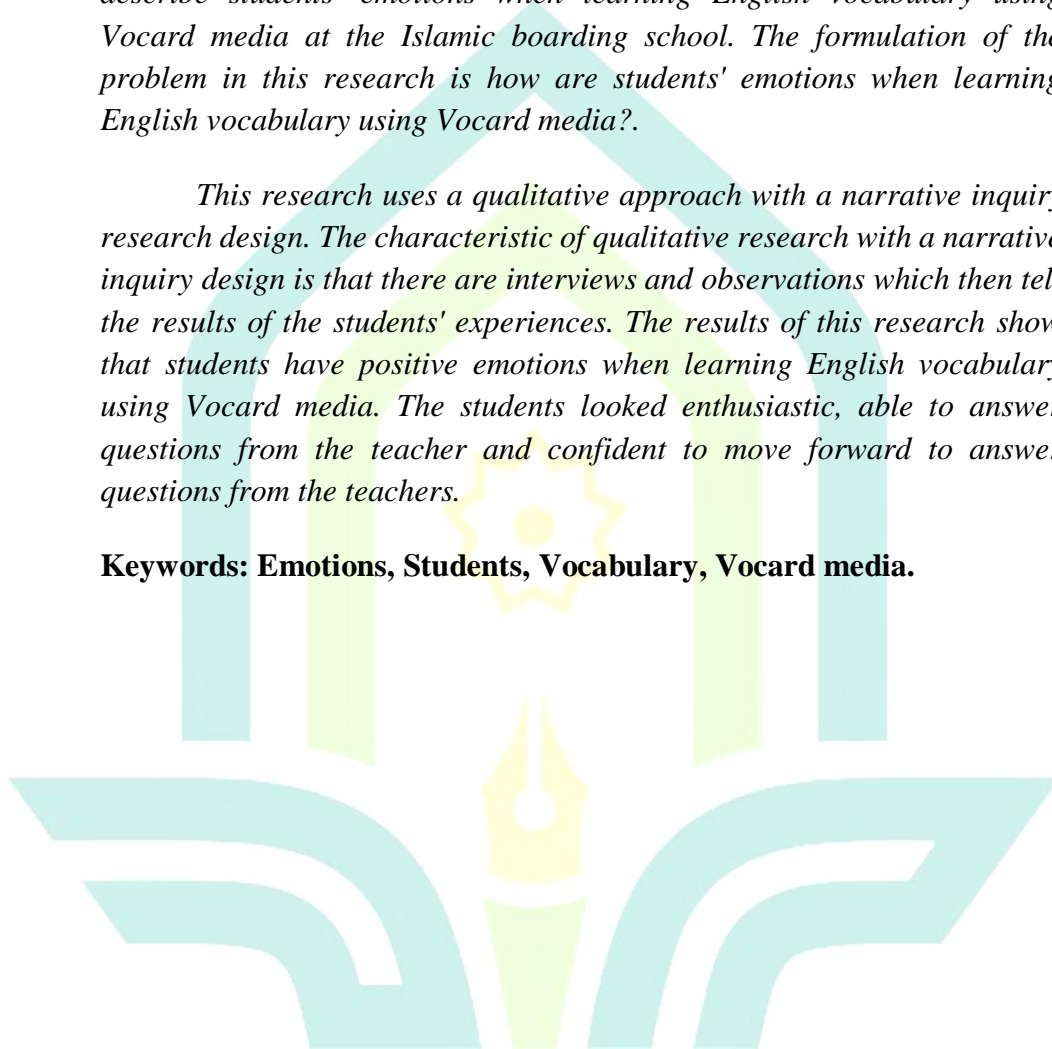 describe students' emotions when learning English vocabulary using
Vocard media at the Islamic boarding school. The formulation of the
problem in this research is how are students' emotions when learning
English vocabulary using Vocard media?.
This research uses a qualitative approach with a narrative inquiry
research design. The characteristic of qualitative research with a narrative
inquiry design is that there are interviews and observations which then tell
the results of the students' experiences. The results of this research show
that students have positive emotions when learning English vocabulary
using Vocard media. The students looked enthusiastic, able to answer
questions from the teacher and confident to move forward to answer
questions from the teachers.
Keywords: Emotions, Students, Vocabulary, Vocard media.